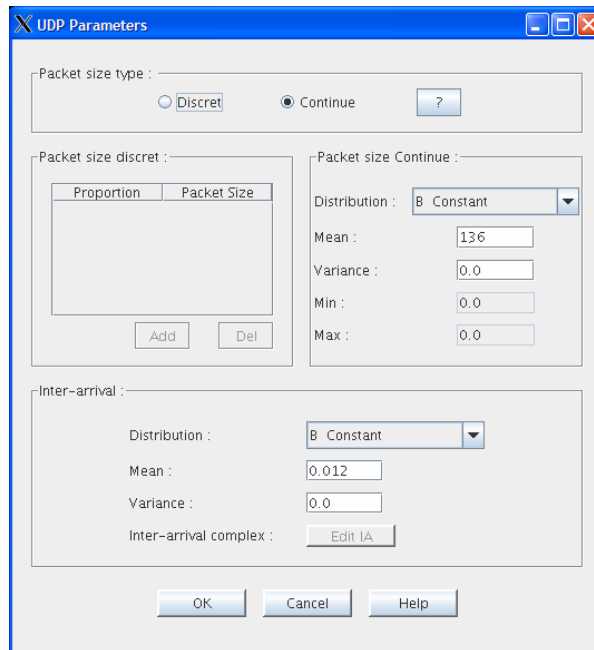 UDP Parameters
Packet size type :
Discret
Continue
?
Packet size discret :
Proportion Packet Size
Add Del
Packet size Continue :
Distribution : B Constant
Mean : 136
Variance : 0.0
Min : 0.0
Max : 0.0
Inter-arrival :
Distribution : B Constant
Mean : 0.012
Variance : 0.0
Inter-arrival complex : Edit IA
OK Cancel Help